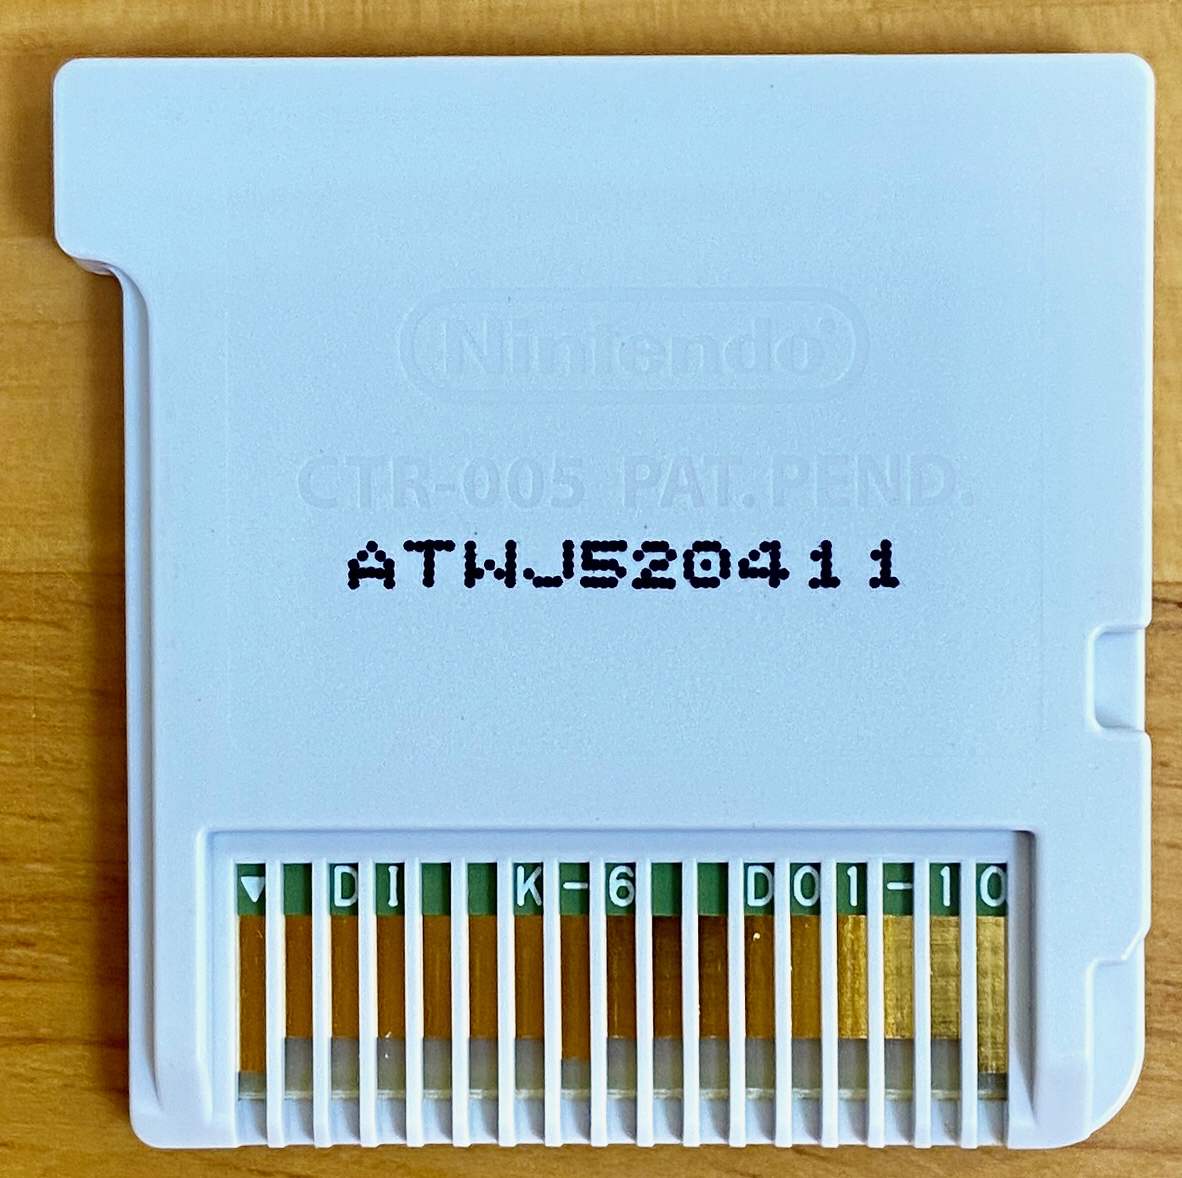 Nintendo®
CTR-005 PAT.PEND.
ATWJ520411
▼ DI K-6 D01-10